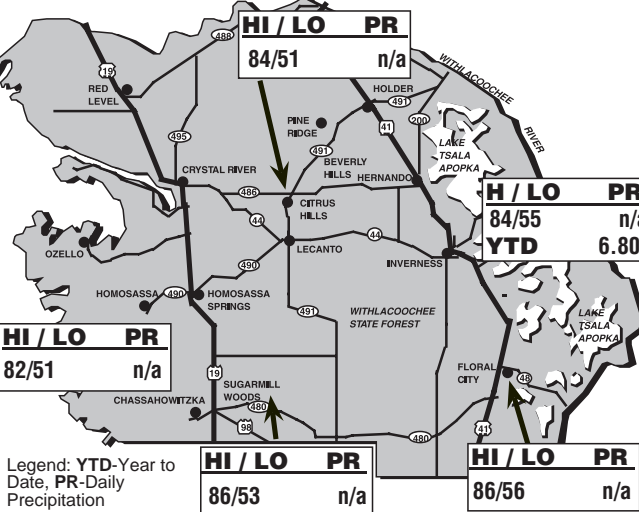 HI / LO PR
84/51 n/a
488
19
RED
LEVEL
HOLDER
491
WITHLACOOCHEE
RIVER
200
41
PINE
RIDGE
495
491
BEVERLY
HILLS
LAKE
TSALA
APOPKA
CRYSTAL RIVER
HERNANDO
486
CITRUS
HILLS
H / LO PR
84/55 n/a
YTD 6.80
44
44
OZELLO
LECANTO
INVERNESS
490
HOMOSASSA
490
HOMOSASSA
SPRINGS
491
WITHLACOOCHEE
STATE FOREST
LAKE
TSALA
APOPKA
HI / LO PR
82/51 n/a
19
FLORAL
CITY
48
SUGARMILL
WOODS
CHASSAHOWITZKA
480
98
480
41
Legend: YTD-Year to
Date, PR-Daily
Precipitation
HI / LO PR
86/53 n/a
HI / LO PR
86/56 n/a